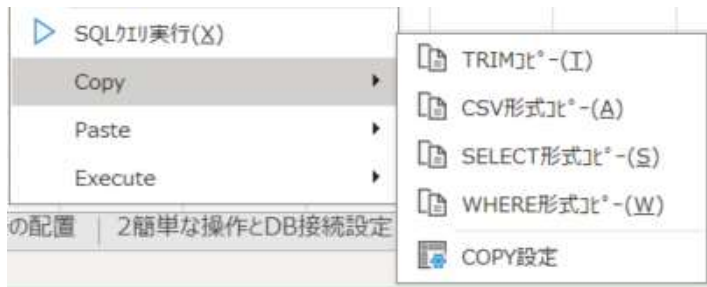 SQLｸｴﾘ実行(X)
Copy
Paste
Execute
TRIMｺﾋﾟｰ(T)
CSV形式ｺﾋﾟｰ(A)
SELECT形式ｺﾋﾟｰ(S)
WHERE形式ｺﾋﾟｰ(W)
COPY設定
の配置 | 2簡単な操作とDB接続設定